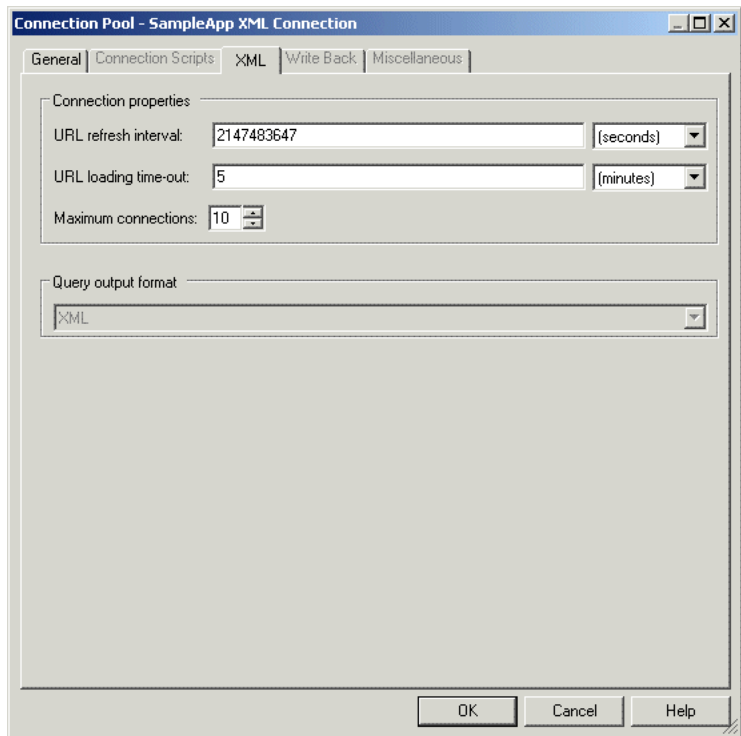 Connection Pool - SampleApp XML Connection
General Connection Scripts XML Write Back Miscellaneous
Connection properties
URL refresh interval: 2147483647 (seconds)
URL loading time-out: 5 (minutes)
Maximum connections: 10
Query output format
XML
OK Cancel Help